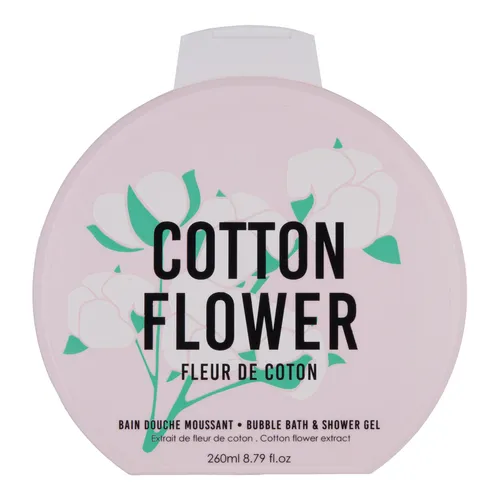 COTTON
FLOWER
FLEUR DE COTON
BAIN DOUCHE MOUSSANT • BUBBLE BATH & SHOWER GEL
Extrait de fleur de coton . Cotton flower extract
260ml 8.79 fl.oz